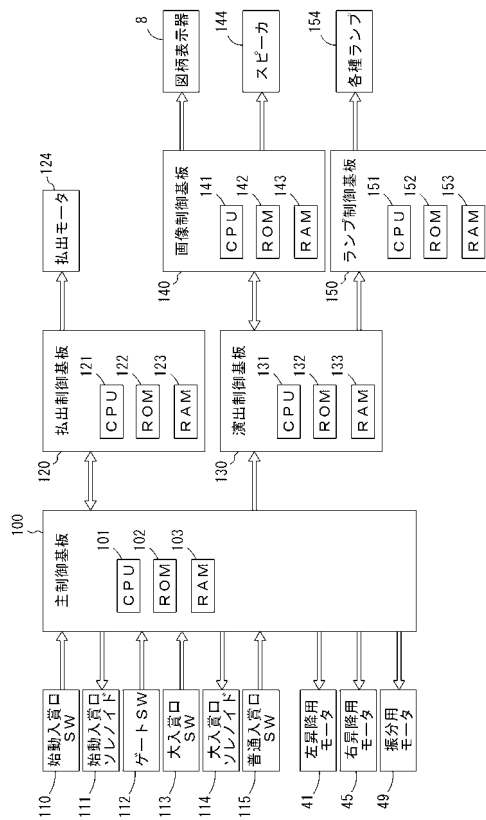 110
始動入賞口
SW
111
始動入賞口
ソレノイド
112
ゲートSW
113
大入賞口
SW
114
大入賞口
ソレノイド
115
普通入賞口
SW
41
左昇降用
モータ
45
右昇降用
モータ
49
振分用
モータ
100
主制御基板
101
CPU
102
ROM
103
RAM
120
払出制御基板
121
CPU
122
ROM
123
RAM
124
払出モータ
130
演出制御基板
131
CPU
132
ROM
133
RAM
140
画像制御基板
141
CPU
142
ROM
143
RAM
150
ランプ制御基板
151
CPU
152
ROM
153
RAM
8
図柄表示器
144
スピーカ
154
各種ランプ